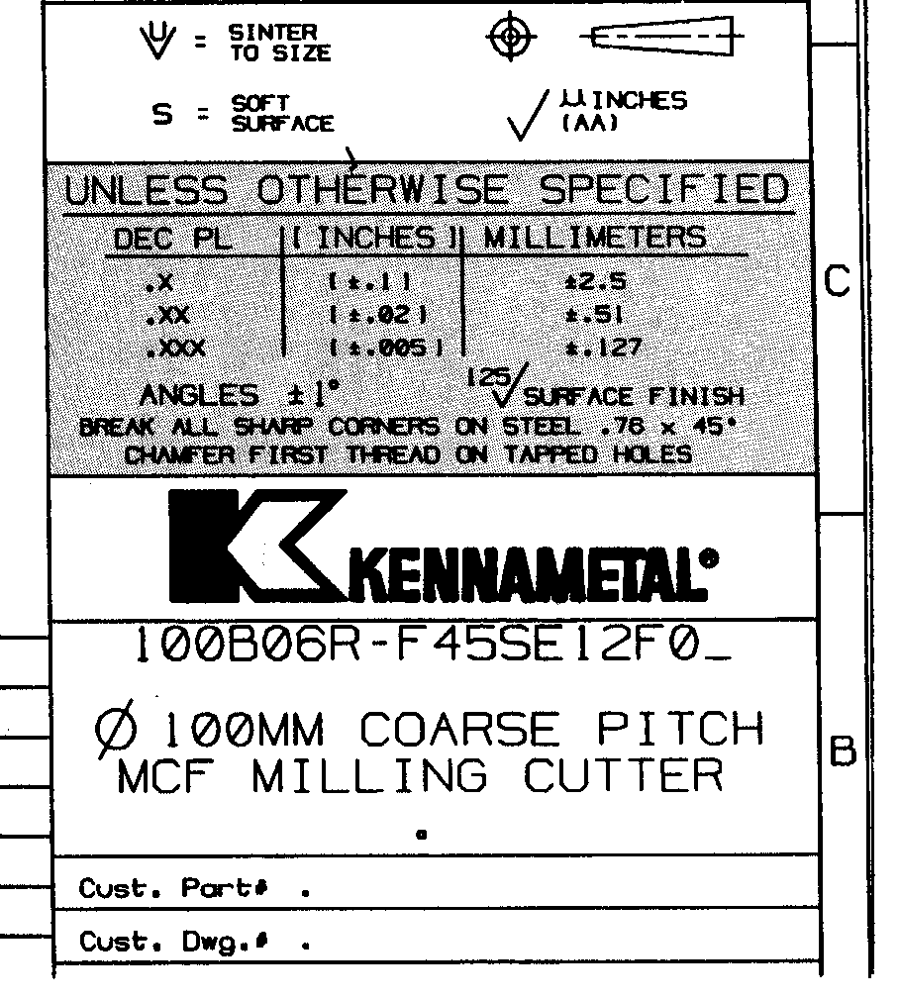 U = SINTER
TO SIZE
S = SOFT
SURFACE
√ μINCHES
(AA)
UNLESS OTHERWISE SPECIFIED
DEC PL [INCHES] MILLIMETERS
.X [±.1] ±2.5
.XX [±.02] ±.51
.XXX [±.005] ±.127
ANGLES ±1° 125√ SURFACE FINISH
BREAK ALL SHARP CORNERS ON STEEL .76 x 45°
CHAMFER FIRST THREAD ON TAPPED HOLES
C
K KENNAMETAL®
100B06R-F45SE12F0_
Ø 100MM COARSE PITCH
MCF MILLING CUTTER
B
Cust. Part# .
Cust. Dwg.# .